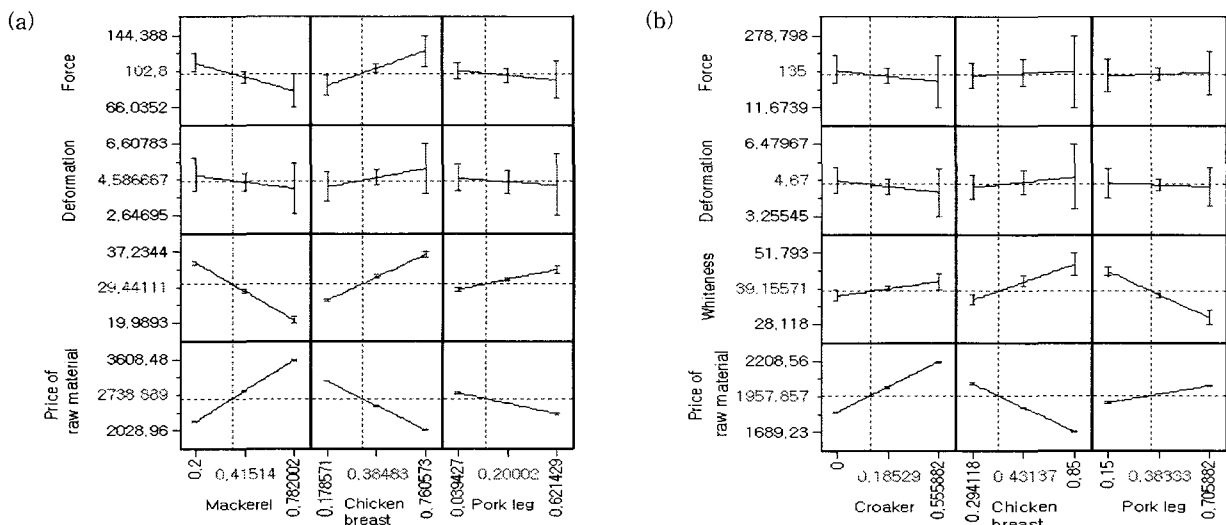 (a)
(b)
144,388
102,8
66,0352
Force
6,60783
4,586667
2,64695
Deformation
37,2344
29,44111
19,9893
3608,48
2738 889
2028,96
Price of
raw material
0.2
0,41514
0.782002
Mackerel
0.178571
0,38483
0.760573
Chicken
breast
0.039427
0,20002
0.621429
Pork leg
278,798
135
11.6739
Force
6,47967
4,67
3,25545
Deformation
51,793
39,15571
28,118
Whiteness
2208,56
1957,857
1689,23
Price of
raw material
0
0,18529
0.555882
Croaker
0.294118
0 43137
0.85
Chicken
breast
0.15
0.705882
Pork leg